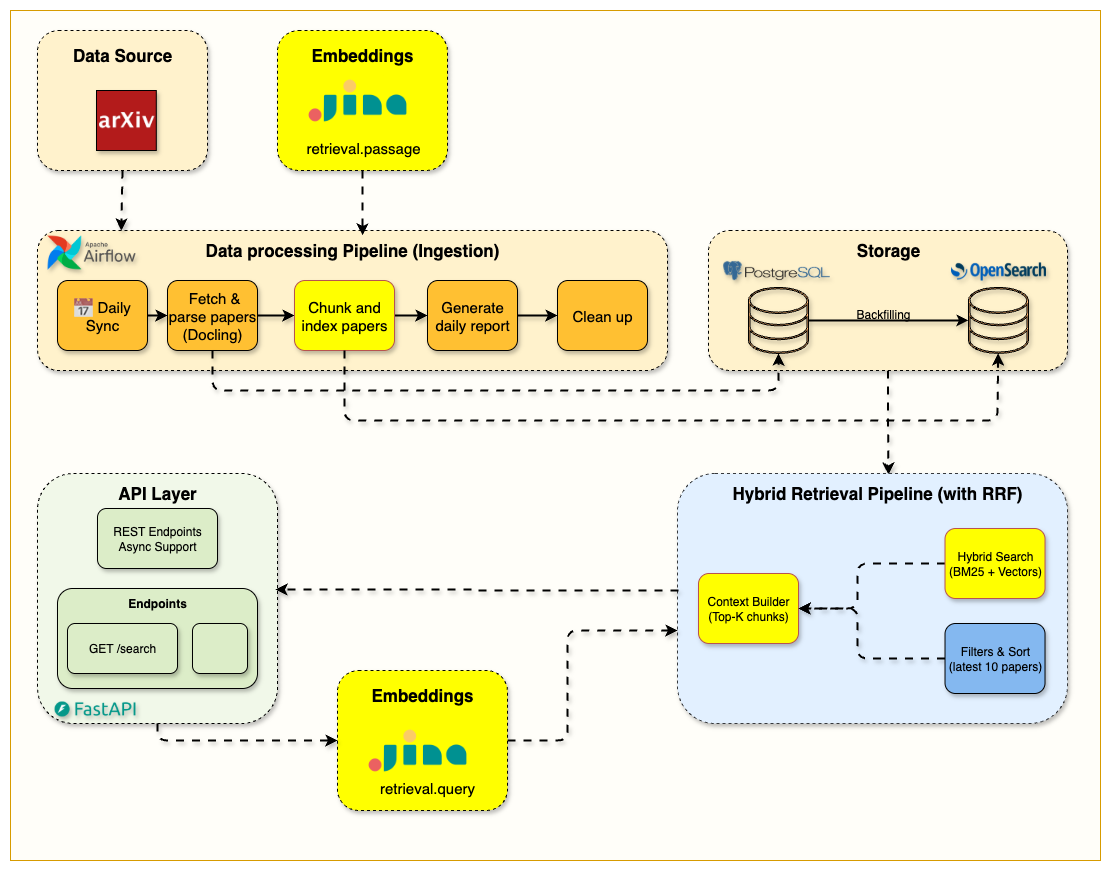 Data Source
arXiv
Embeddings
Jina
retrieval.passage
Apache
Airflow
Data processing Pipeline (Ingestion)
17 Daily
Sync
Fetch &
parse papers
(Docling)
Chunk and
index papers
Generate
daily report
Clean up
Storage
PostgreSQL
OpenSearch
Backfilling
API Layer
REST Endpoints
Async Support
Endpoints
GET /search
FastAPI
Embeddings
Jina
retrieval.query
Hybrid Retrieval Pipeline (with RRF)
Context Builder
(Top-K chunks)
Hybrid Search
(BM25 + Vectors)
Filters & Sort
(latest 10 papers)